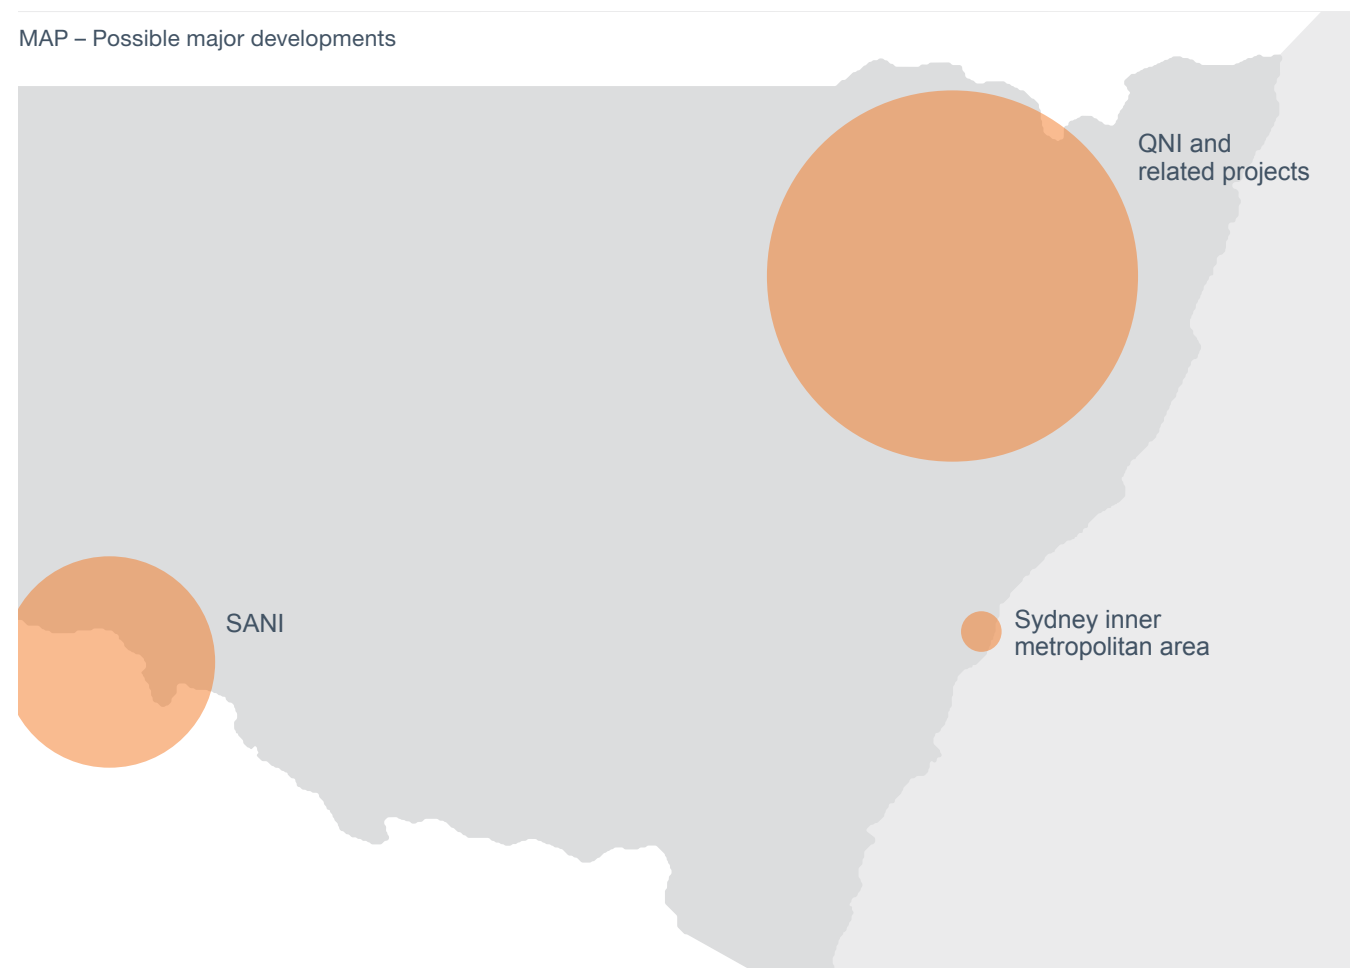 MAP – Possible major developments
QNI and
related projects
SANI
Sydney inner
metropolitan area